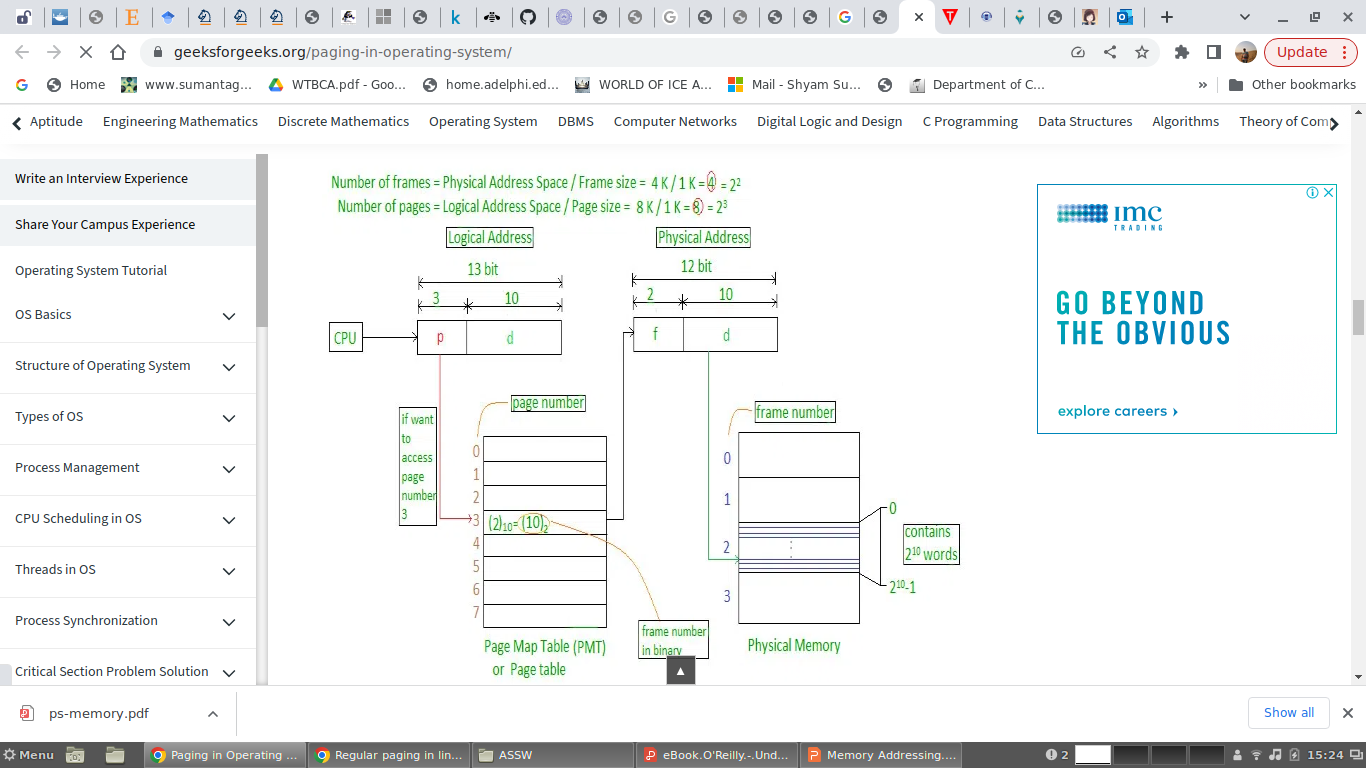 geeksforgeeks.org/paging-in-operating-system/
Update
Home
www.sumantag...
WTBCA.pdf - Goo...
home.adelphi.ed...
WORLD OF ICE A...
Mail - Shyam Su...
Department of C...
»
Other bookmarks
Aptitude
Engineering Mathematics
Discrete Mathematics
Operating System
DBMS
Computer Networks
Digital Logic and Design
C Programming
Data Structures
Algorithms
Theory of Com
Write an Interview Experience
Share Your Campus Experience
Operating System Tutorial
OS Basics
Structure of Operating System
Types of OS
Process Management
CPU Scheduling in OS
Threads in OS
Process Synchronization
Critical Section Problem Solution
Number of frames = Physical Address Space / Frame size = 4 K / 1 K = 4 = 2²
Number of pages = Logical Address Space / Page size = 8 K / 1 K = 8 = 2³
Logical Address
Physical Address
13 bit
12 bit
3
10
2
10
CPU
p
d
f
d
if want
to
access
page
number
3
page number
0
1
2
3
4
5
6
7
(2)₁₀=(10)₂
Page Map Table (PMT)
or Page table
frame number
in binary
frame number
0
1
2
3
Physical Memory
0
contains
2¹⁰ words
2¹⁰-1
imc
TRADING
GO BEYOND
THE OBVIOUS
explore careers ›
ps-memory.pdf
Show all
Menu
Paging in Operating ...
Regular paging in lin...
ASSW
eBook.O'Reilly.-.Und...
Memory Addressing....
2
15:24